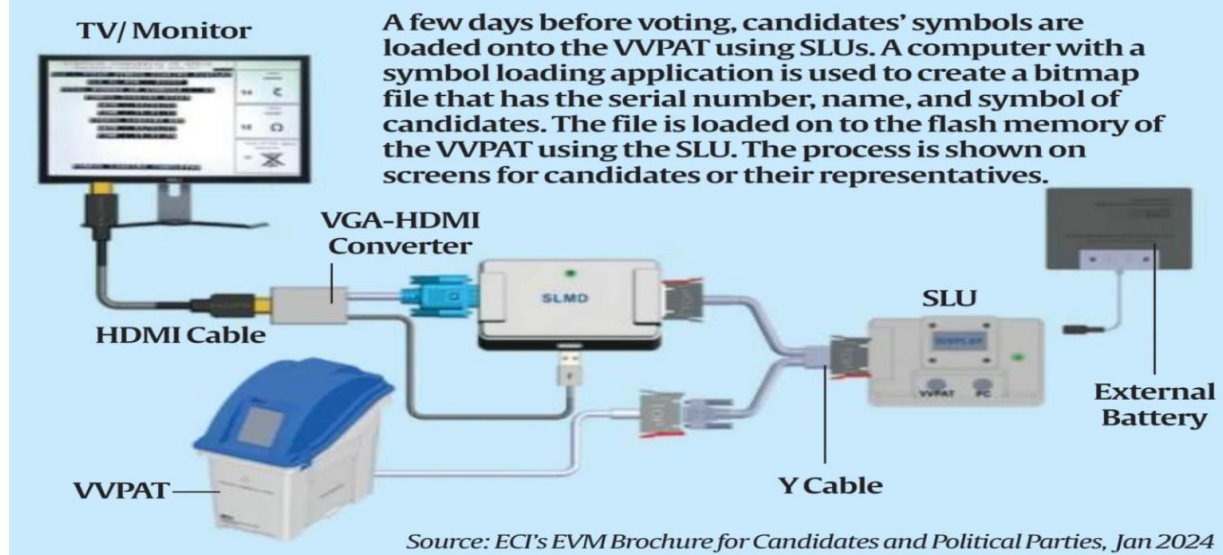 TV/ Monitor
A few days before voting, candidates’ symbols are
loaded onto the VVPAT using SLUs. A computer with a
symbol loading application is used to create a bitmap
file that has the serial number, name, and symbol of
candidates. The file is loaded on to the flash memory of
the VVPAT using the SLU. The process is shown on
screens for candidates or their representatives.
VGA-HDMI
Converter
SLMD
SLU
HDMI Cable
DISPLAY
VVPAT PC
External
Battery
VVPAT
Y Cable
Source: ECI’s EVM Brochure for Candidates and Political Parties, Jan 2024